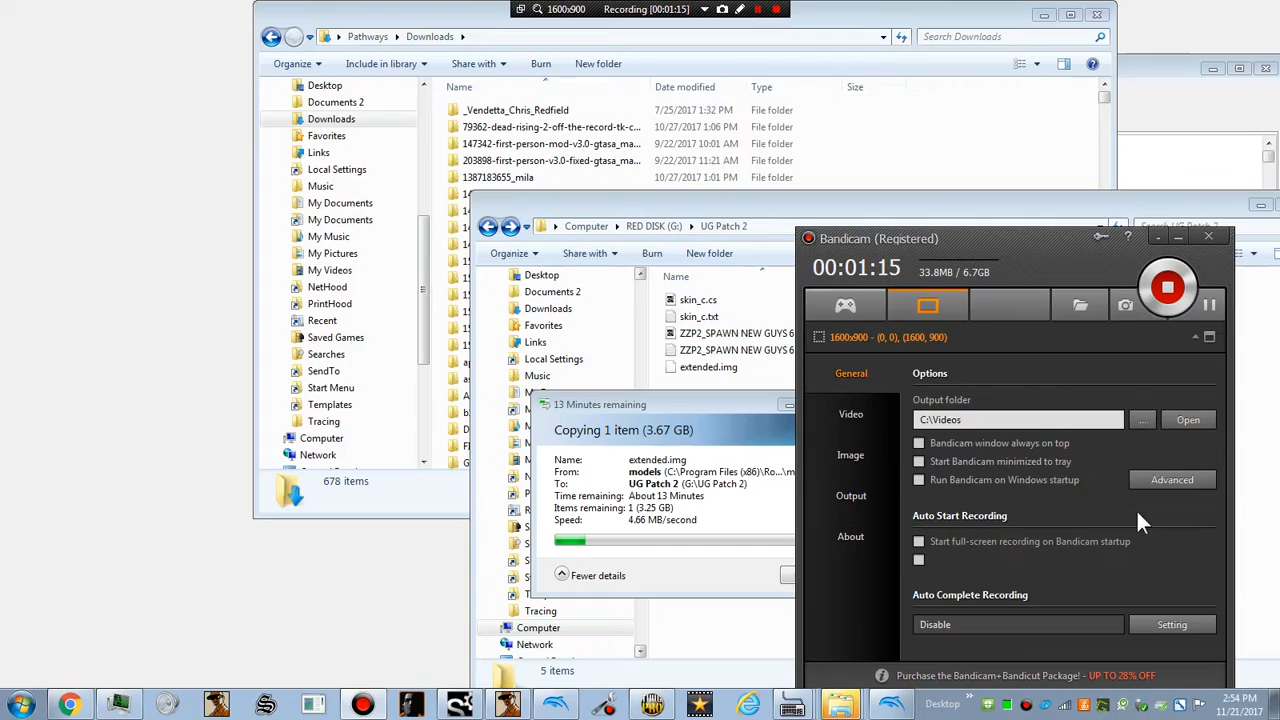 1600x900 Recording [00:01:15]
Pathways Downloads Search Downloads
Organize Include in library Share with Burn New folder
Name Date modified Type Size
Desktop
Documents 2
Downloads
Favorites
Links
Local Settings
Music
My Documents
My Documents
My Music
My Pictures
My Videos
NetHood
PrintHood
Recent
Saved Games
Searches
SendTo
Start Menu
Templates
Tracing
Computer
Network
_Vendetta_Chris_Redfield 7/25/2017 1:32 PM File folder
79362-dead-rising-2-off-the-record-tk-c... 10/27/2017 1:06 PM File folder
147342-first-person-mod-v3.0-gtasa_ma... 9/22/2017 10:01 AM File folder
203898-first-person-v3.0-fixed-gtasa_ma... 9/22/2017 11:21 AM File folder
1387183655_mila 10/27/2017 1:01 PM File folder
678 items
Computer RED DISK (G:) UG Patch 2
Organize Share with Burn New folder
Name
Desktop
Documents 2
Downloads
Favorites
Links
Local Settings
Music
Tracing
Computer
Network
skin_c.cs
skin_c.txt
ZZP2_SPAWN NEW GUYS 6
ZZP2_SPAWN NEW GUYS 6
extended.img
5 items
13 Minutes remaining
Copying 1 item (3.67 GB)
Name: extended.img
From: models (C:\Program Files (x86)\Ro...\m
To: UG Patch 2 (G:\UG Patch 2)
Time remaining: About 13 Minutes
Items remaining: 1 (3.25 GB)
Speed: 4.66 MB/second
Fewer details
Bandicam (Registered)
00:01:15 33.8MB / 6.7GB
1600x900 - (0, 0), (1600, 900)
General
Video
Image
Output
About
Options
Output folder
C:\Videos ... Open
Bandicam window always on top
Start Bandicam minimized to tray
Run Bandicam on Windows startup
Advanced
Auto Start Recording
Start full-screen recording on Bandicam startup
Auto Complete Recording
Disable Setting
Purchase the Bandicam+Bandicut Package! - UP TO 28% OFF
Desktop
2:54 PM
11/21/2017